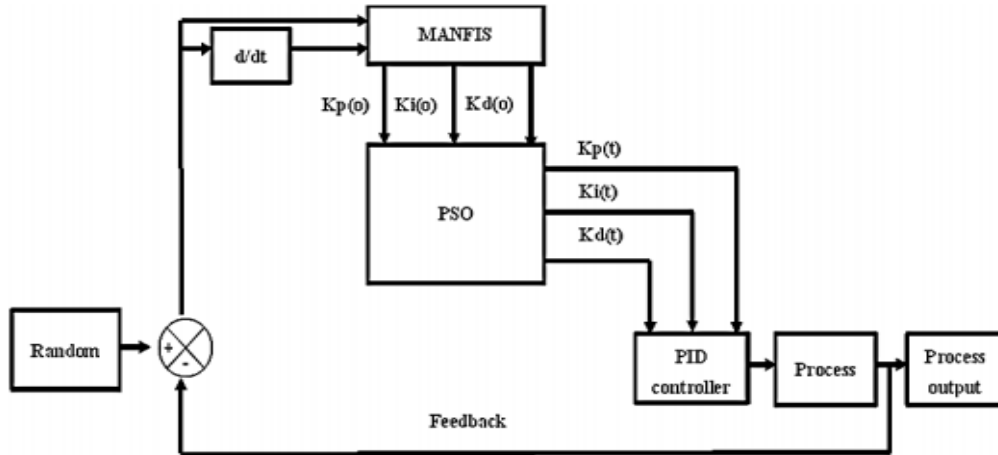 MANFIS
d/dt
Kp(o) Ki(o) Kd(o)
Kp(t)
PSO
Ki(t)
Kd(t)
Random
+
-
PID
controller
Process
Process
output
Feedback